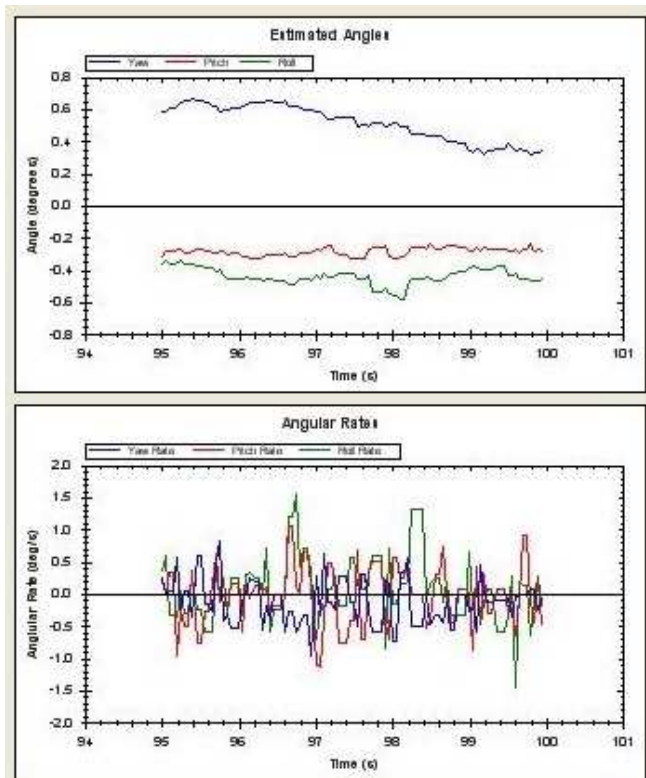 Estimated Angles
Yaw Pitch Roll
0.8
0.6
0.4
0.2
0.0
-0.2
-0.4
-0.6
-0.8
Angle (degrees)
94 95 96 97 98 99 100 101
Time (s)
Angular Rates
Yaw Rate Pitch Rate Roll Rate
2.0
1.5
1.0
0.5
0.0
-0.5
-1.0
-1.5
-2.0
Angular Rate (deg/s)
94 95 96 97 98 99 100 101
Time (s)